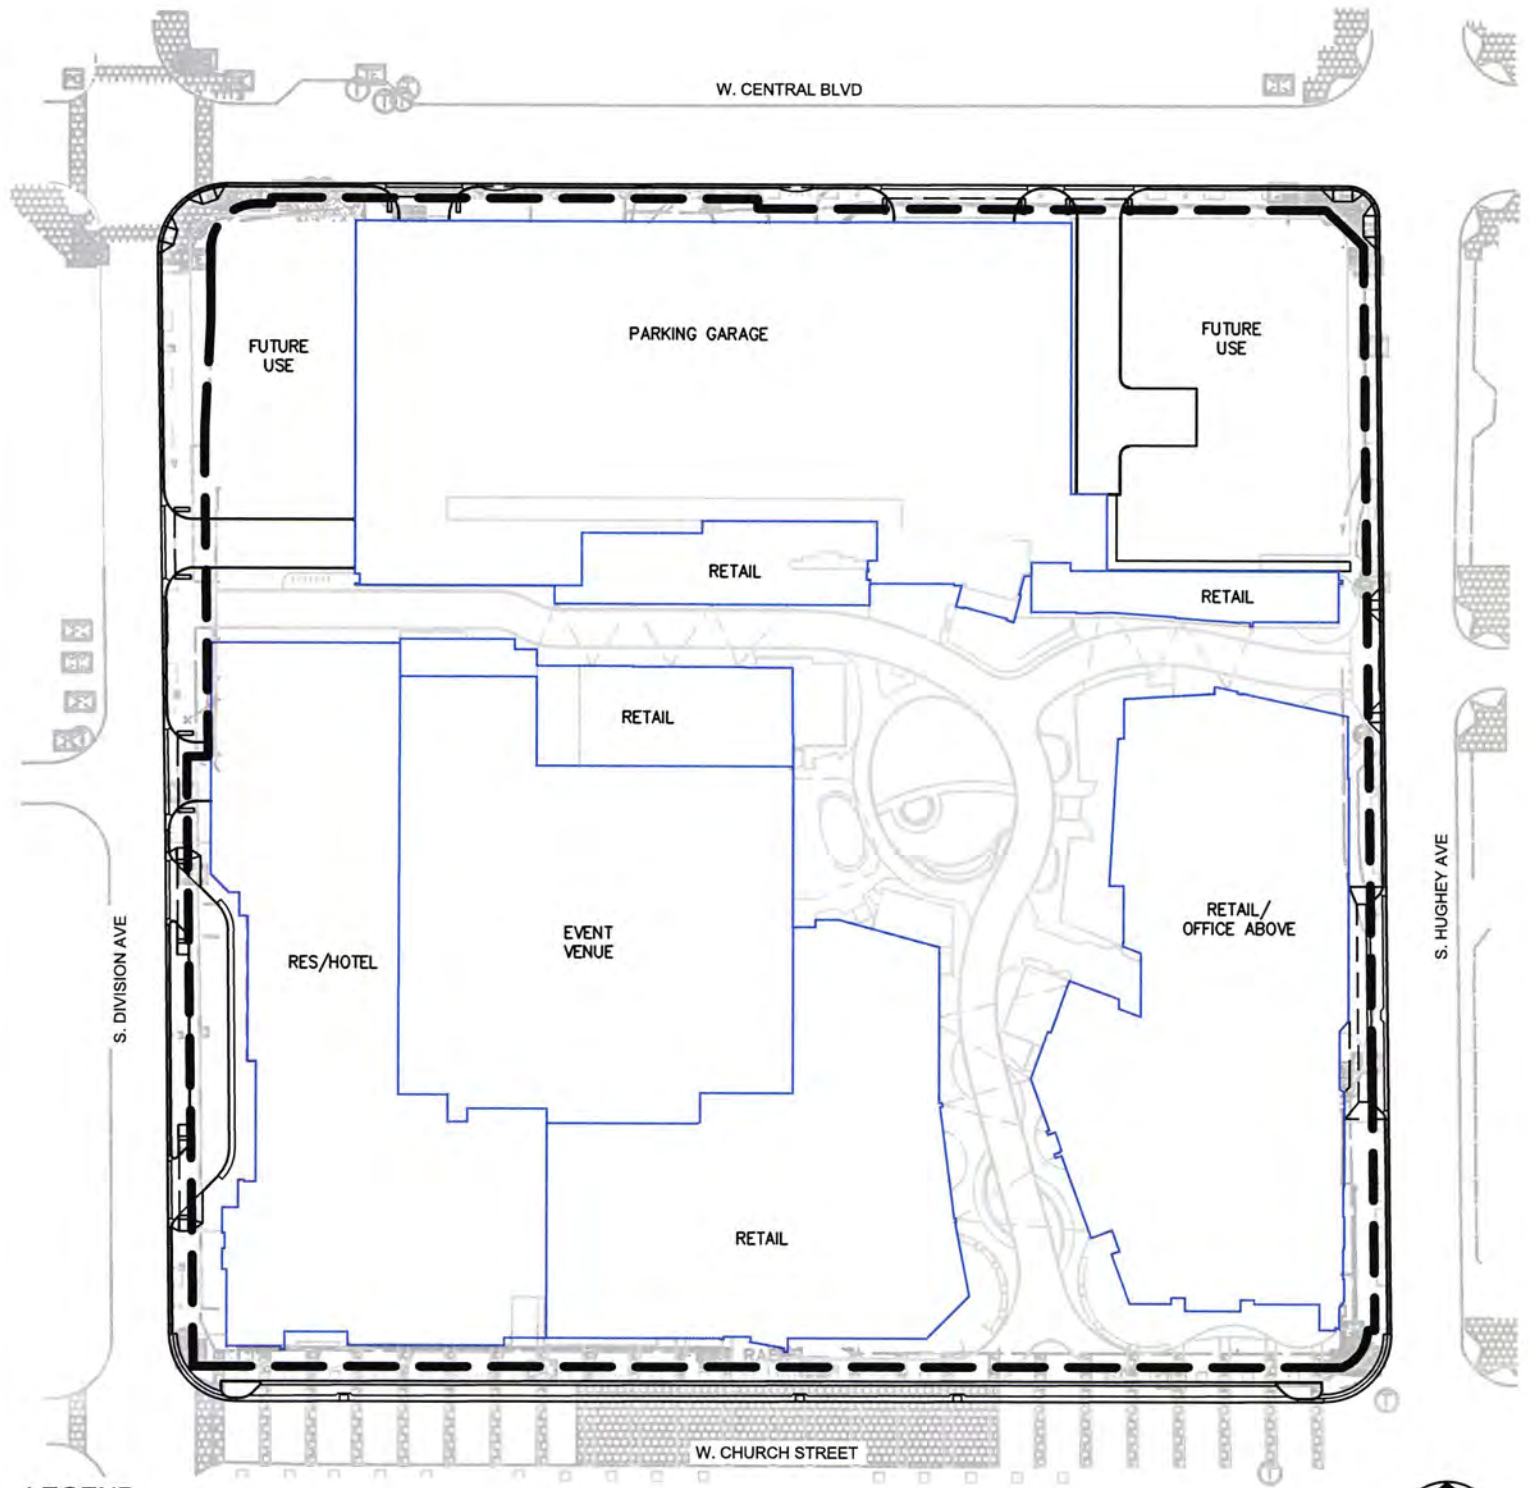 W. CENTRAL BLVD
FUTURE
USE
PARKING GARAGE
FUTURE
USE
RETAIL
RETAIL
RETAIL
RES/HOTEL
EVENT
VENUE
RETAIL/
OFFICE ABOVE
S. DIVISION AVE
S. HUGHEY AVE
RETAIL
W. CHURCH STREET